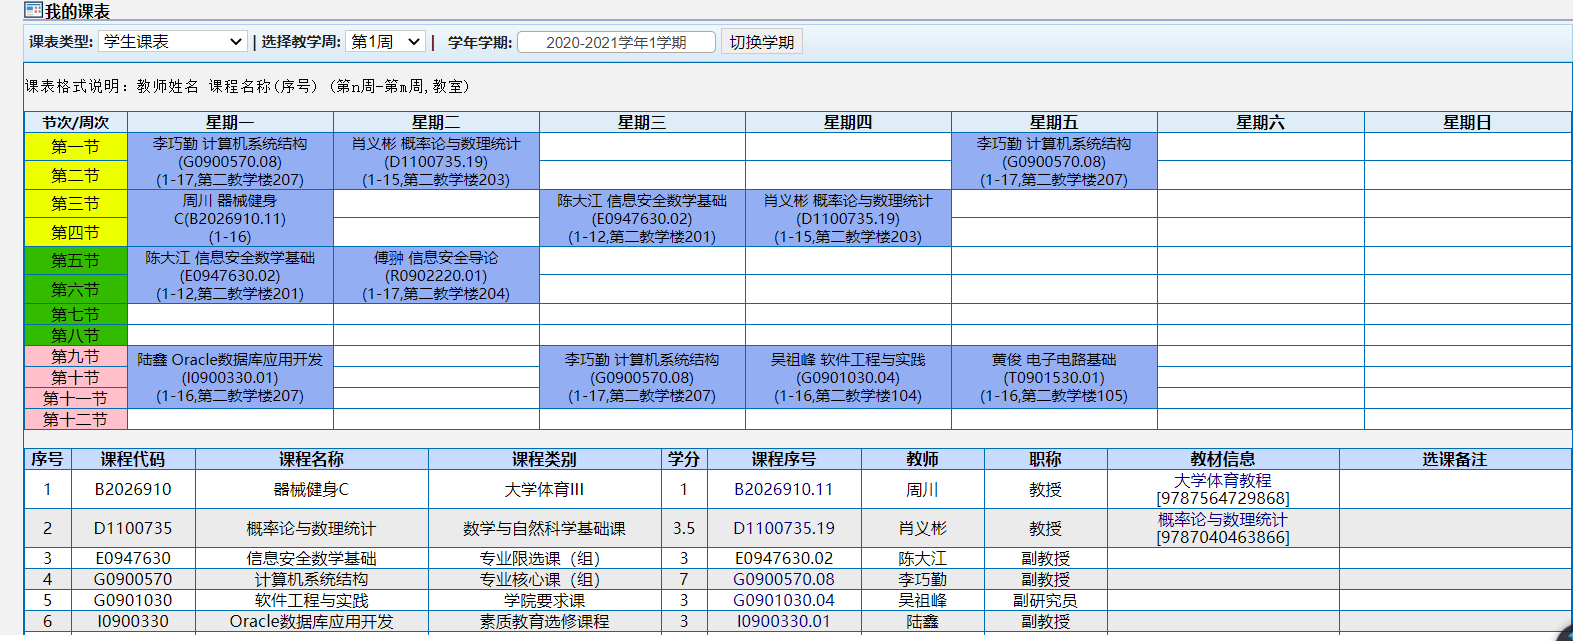 我的课表
课表类型: 学生课表 | 选择教学周: 第1周 | 学年学期: 2020-2021学年1学期 切换学期
课表格式说明：教师姓名 课程名称(序号) (第n周-第m周,教室)
节次/周次 星期一 星期二 星期三 星期四 星期五 星期六 星期日
第一节
第二节
李巧勤 计算机系统结构
(G0900570.08)
(1-17,第二教学楼207)
肖义彬 概率论与数理统计
(D1100735.19)
(1-15,第二教学楼203)
李巧勤 计算机系统结构
(G0900570.08)
(1-17,第二教学楼207)
第三节
第四节
周川 器械健身
C(B2026910.11)
(1-16)
陈大江 信息安全数学基础
(E0947630.02)
(1-12,第二教学楼201)
肖义彬 概率论与数理统计
(D1100735.19)
(1-15,第二教学楼203)
第五节
第六节
陈大江 信息安全数学基础
(E0947630.02)
(1-12,第二教学楼201)
傅翀 信息安全导论
(R0902220.01)
(1-17,第二教学楼204)
第七节
第八节
第九节
第十节
第十一节
陆鑫 Oracle数据库应用开发
(I0900330.01)
(1-16,第二教学楼207)
李巧勤 计算机系统结构
(G0900570.08)
(1-17,第二教学楼207)
吴祖峰 软件工程与实践
(G0901030.04)
(1-16,第二教学楼104)
黄俊 电子电路基础
(T0901530.01)
(1-16,第二教学楼105)
第十二节
序号 课程代码 课程名称 课程类别 学分 课程序号 教师 职称 教材信息 选课备注
1 B2026910 器械健身C 大学体育III 1 B2026910.11 周川 教授 大学体育教程
[9787564729868]
2 D1100735 概率论与数理统计 数学与自然科学基础课 3.5 D1100735.19 肖义彬 教授 概率论与数理统计
[9787040463866]
3 E0947630 信息安全数学基础 专业限选课（组） 3 E0947630.02 陈大江 副教授
4 G0900570 计算机系统结构 专业核心课（组） 7 G0900570.08 李巧勤 副教授
5 G0901030 软件工程与实践 学院要求课 3 G0901030.04 吴祖峰 副研究员
6 I0900330 Oracle数据库应用开发 素质教育选修课程 3 I0900330.01 陆鑫 副教授